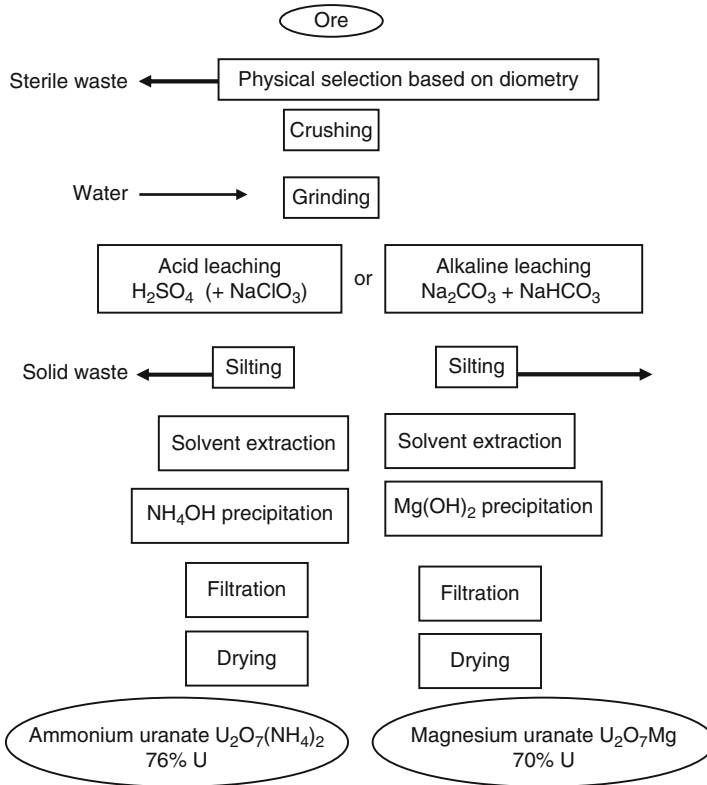 Ore
Sterile waste
Physical selection based on diometry
Crushing
Water
Grinding
Acid leaching
H₂SO₄ (+ NaClO₃)
or
Alkaline leaching
Na₂CO₃ + NaHCO₃
Solid waste
Silting
Silting
Solvent extraction
Solvent extraction
NH₄OH precipitation
Mg(OH)₂ precipitation
Filtration
Filtration
Drying
Drying
Ammonium uranate U₂O₇(NH₄)₂
76% U
Magnesium uranate U₂O₇Mg
70% U